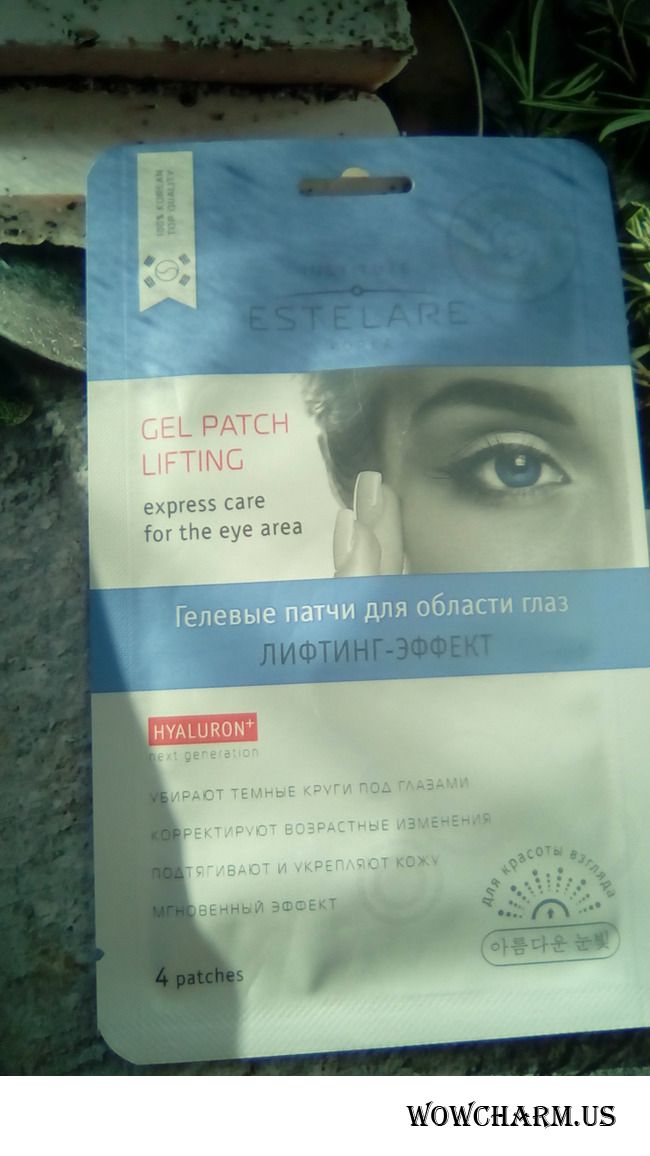 100% KOREAN
TOP QUALITY
INSTITUTE
ESTELARE
KOREA
GEL PATCH
LIFTING
express care
for the eye area
Гелевые патчи для области глаз
ЛИФТИНГ-ЭФФЕКТ
HYALURON+
next generation
УБИРАЮТ ТЕМНЫЕ КРУГИ ПОД ГЛАЗАМИ
КОРРЕКТИРУЮТ ВОЗРАСТНЫЕ ИЗМЕНЕНИЯ
ПОДТЯГИВАЮТ И УКРЕПЛЯЮТ КОЖУ
МГНОВЕННЫЙ ЭФФЕКТ
для красоты взгляда
아름다운 눈빛
4 patches
WOWCHARM.US